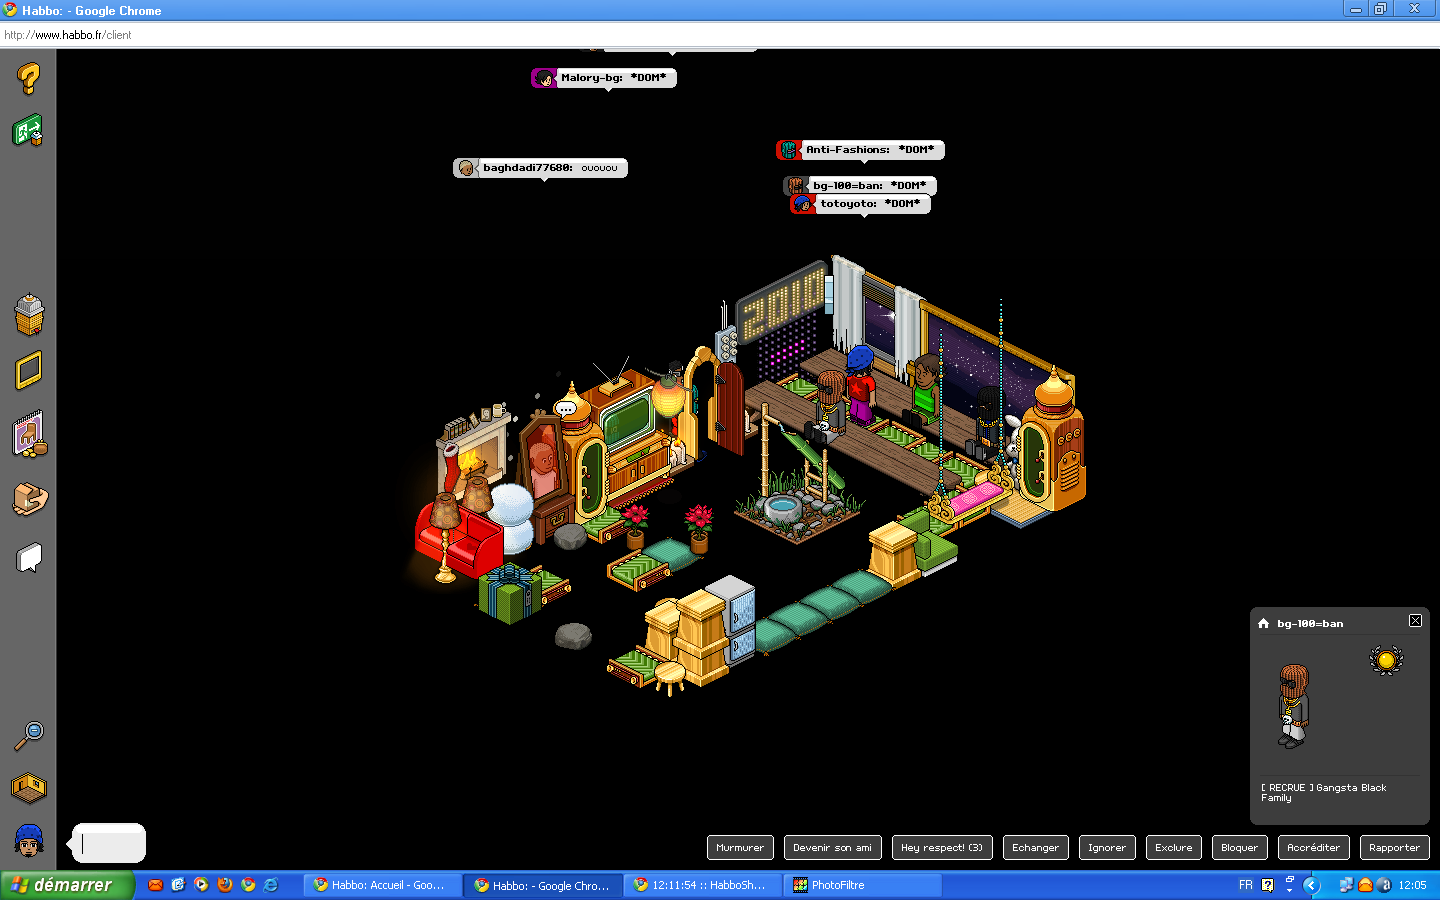 Habbo: - Google Chrome
http://www.habbo.fr/client
Malory-bg: *DOM*
Anti-Fashions: *DOM*
baghdadi77680: ououou
bg-100=ban: *DOM*
totoyoto: *DOM*
2010
bg-100=ban
[ RECRUE ] Gangsta Black
Family
Murmurer
Devenir son ami
Hey respect! (3)
Echanger
Ignorer
Exclure
Bloquer
Accréditer
Rapporter
démarrer
Habbo: Accueil - Goo...
Habbo: - Google Chro...
12:11:54 :: HabboSh...
PhotoFiltre
FR
12:05